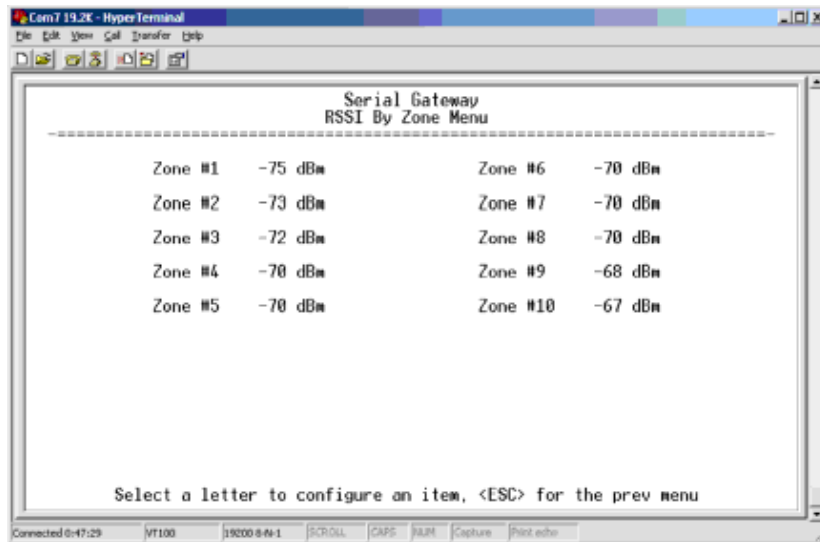 Com7 19.2K - HyperTerminal
File Edit View Call Transfer Help
Serial Gateway
RSSI By Zone Menu
-==========================================================================-
Zone #1 -75 dBm Zone #6 -70 dBm
Zone #2 -73 dBm Zone #7 -70 dBm
Zone #3 -72 dBm Zone #8 -70 dBm
Zone #4 -70 dBm Zone #9 -68 dBm
Zone #5 -70 dBm Zone #10 -67 dBm
Select a letter to configure an item, <ESC> for the prev menu
Connected 0:47:29 VT100 19200 8-N-1 SCROLL CAPS NUM Capture Print echo